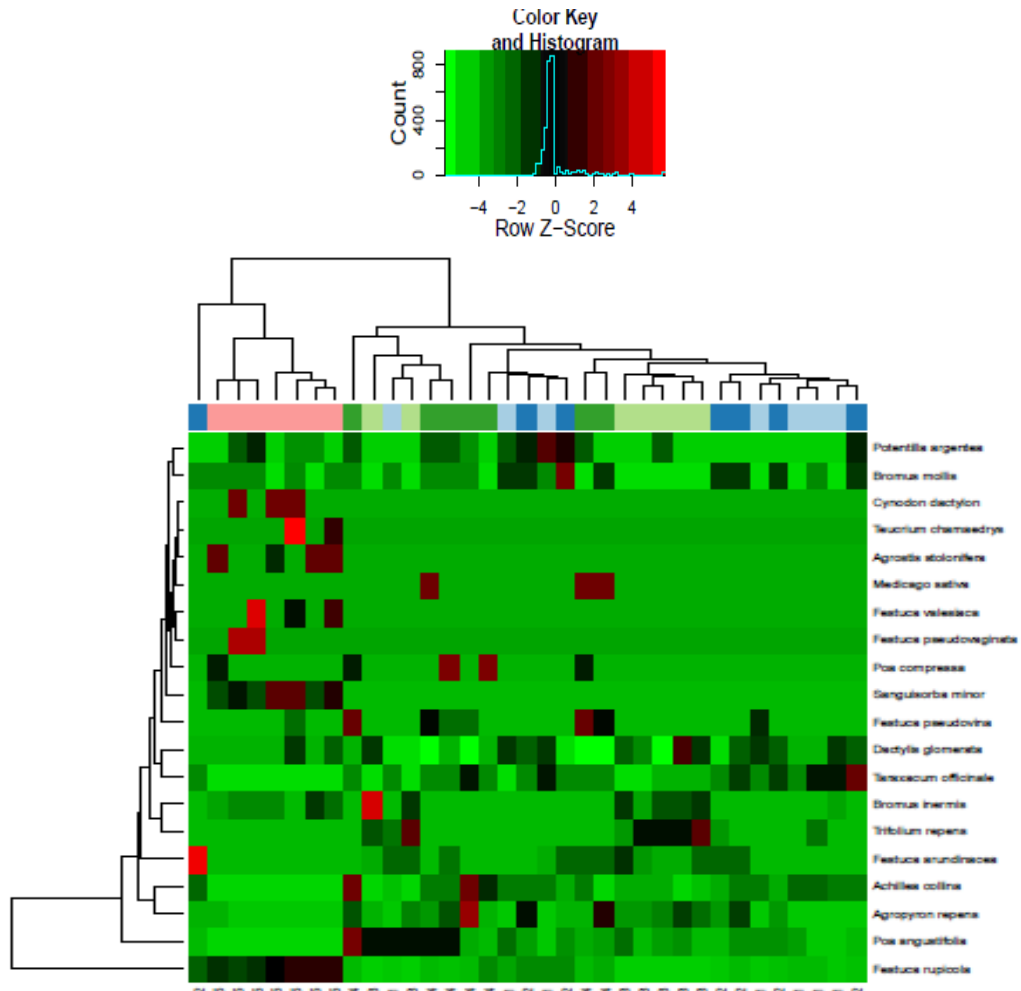 Color Key
and Histogram
Count
0
400
800
−4
−2
0
2
4
Row Z−Score
Potentilla argentea
Bromus mollis
Cynodon dactylon
Teucrium chamaedrys
Agrostis stolonifera
Medicago sativa
Festuca valesiaca
Festuca pseudovaginata
Poa compressa
Sanguisorba minor
Festuca pseudovina
Dactylis glomerata
Taraxacum officinale
Bromus inermis
Trifolium repens
Festuca arundinacea
Achillea collina
Agropyron repens
Poa angustifolia
Festuca rupicola